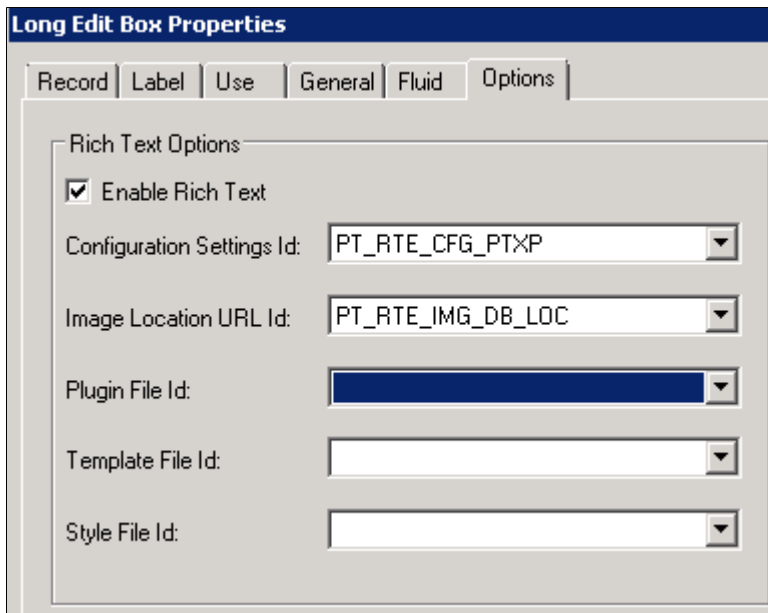 Long Edit Box Properties
Record Label Use General Fluid Options
Rich Text Options
Enable Rich Text
Configuration Settings Id: PT_RTE_CFG_PTXP
Image Location URL Id: PT_RTE_IMG_DB_LOC
Plugin File Id:
Template File Id:
Style File Id: